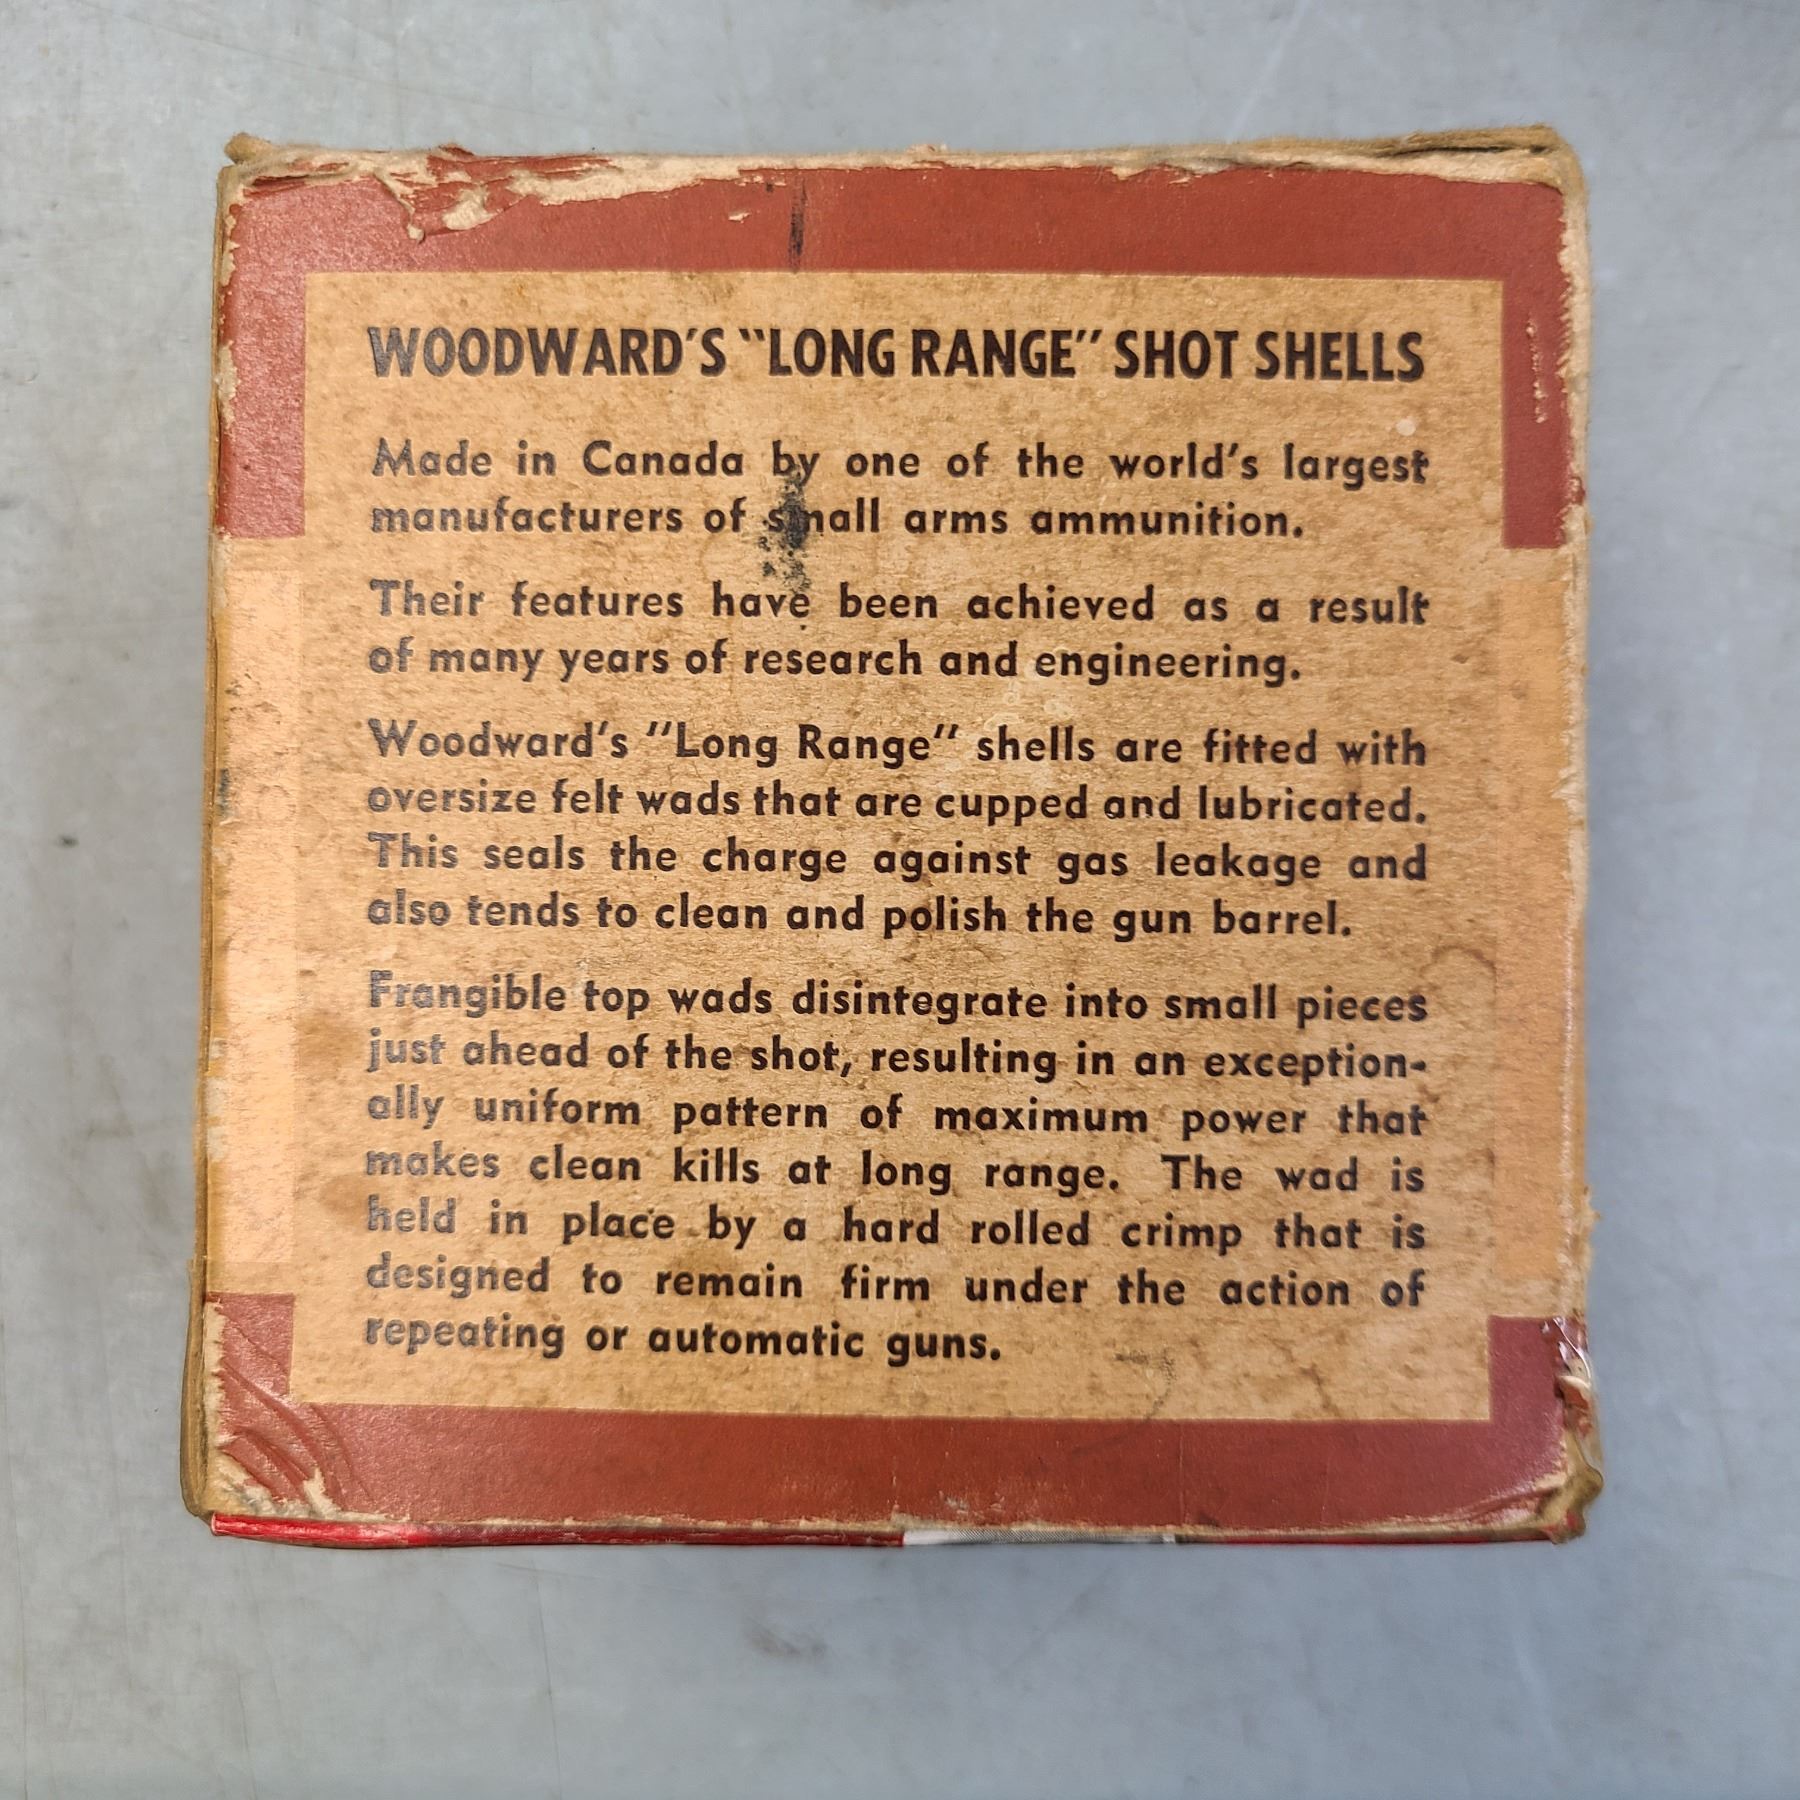 WOODWARD'S "LONG RANGE" SHOT SHELLS
Made in Canada by one of the world's largest
manufacturers of small arms ammunition.
Their features have been achieved as a result
of many years of research and engineering.
Woodward's "Long Range" shells are fitted with
oversize felt wads that are cupped and lubricated.
This seals the charge against gas leakage and
also tends to clean and polish the gun barrel.
Frangible top wads disintegrate into small pieces
just ahead of the shot, resulting in an exception-
ally uniform pattern of maximum power that
makes clean kills at long range. The wad is
held in place by a hard rolled crimp that is
designed to remain firm under the action of
repeating or automatic guns.